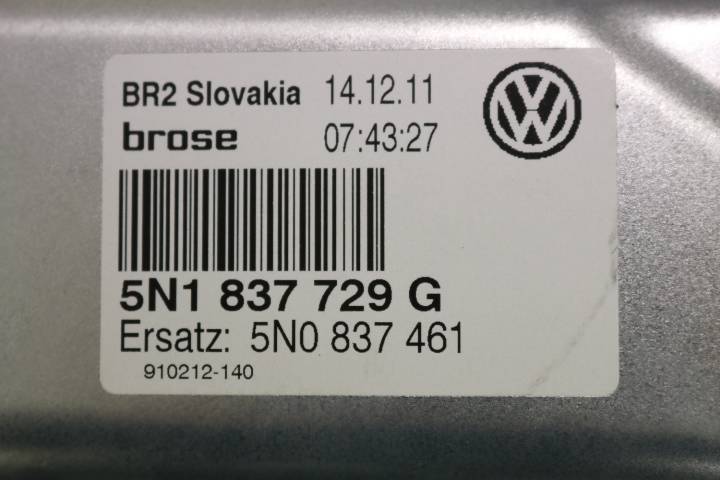 BR2 Slovakia 14.12.11
brose 07:43:27
5N1 837 729 G
Ersatz: 5N0 837 461
910212-140